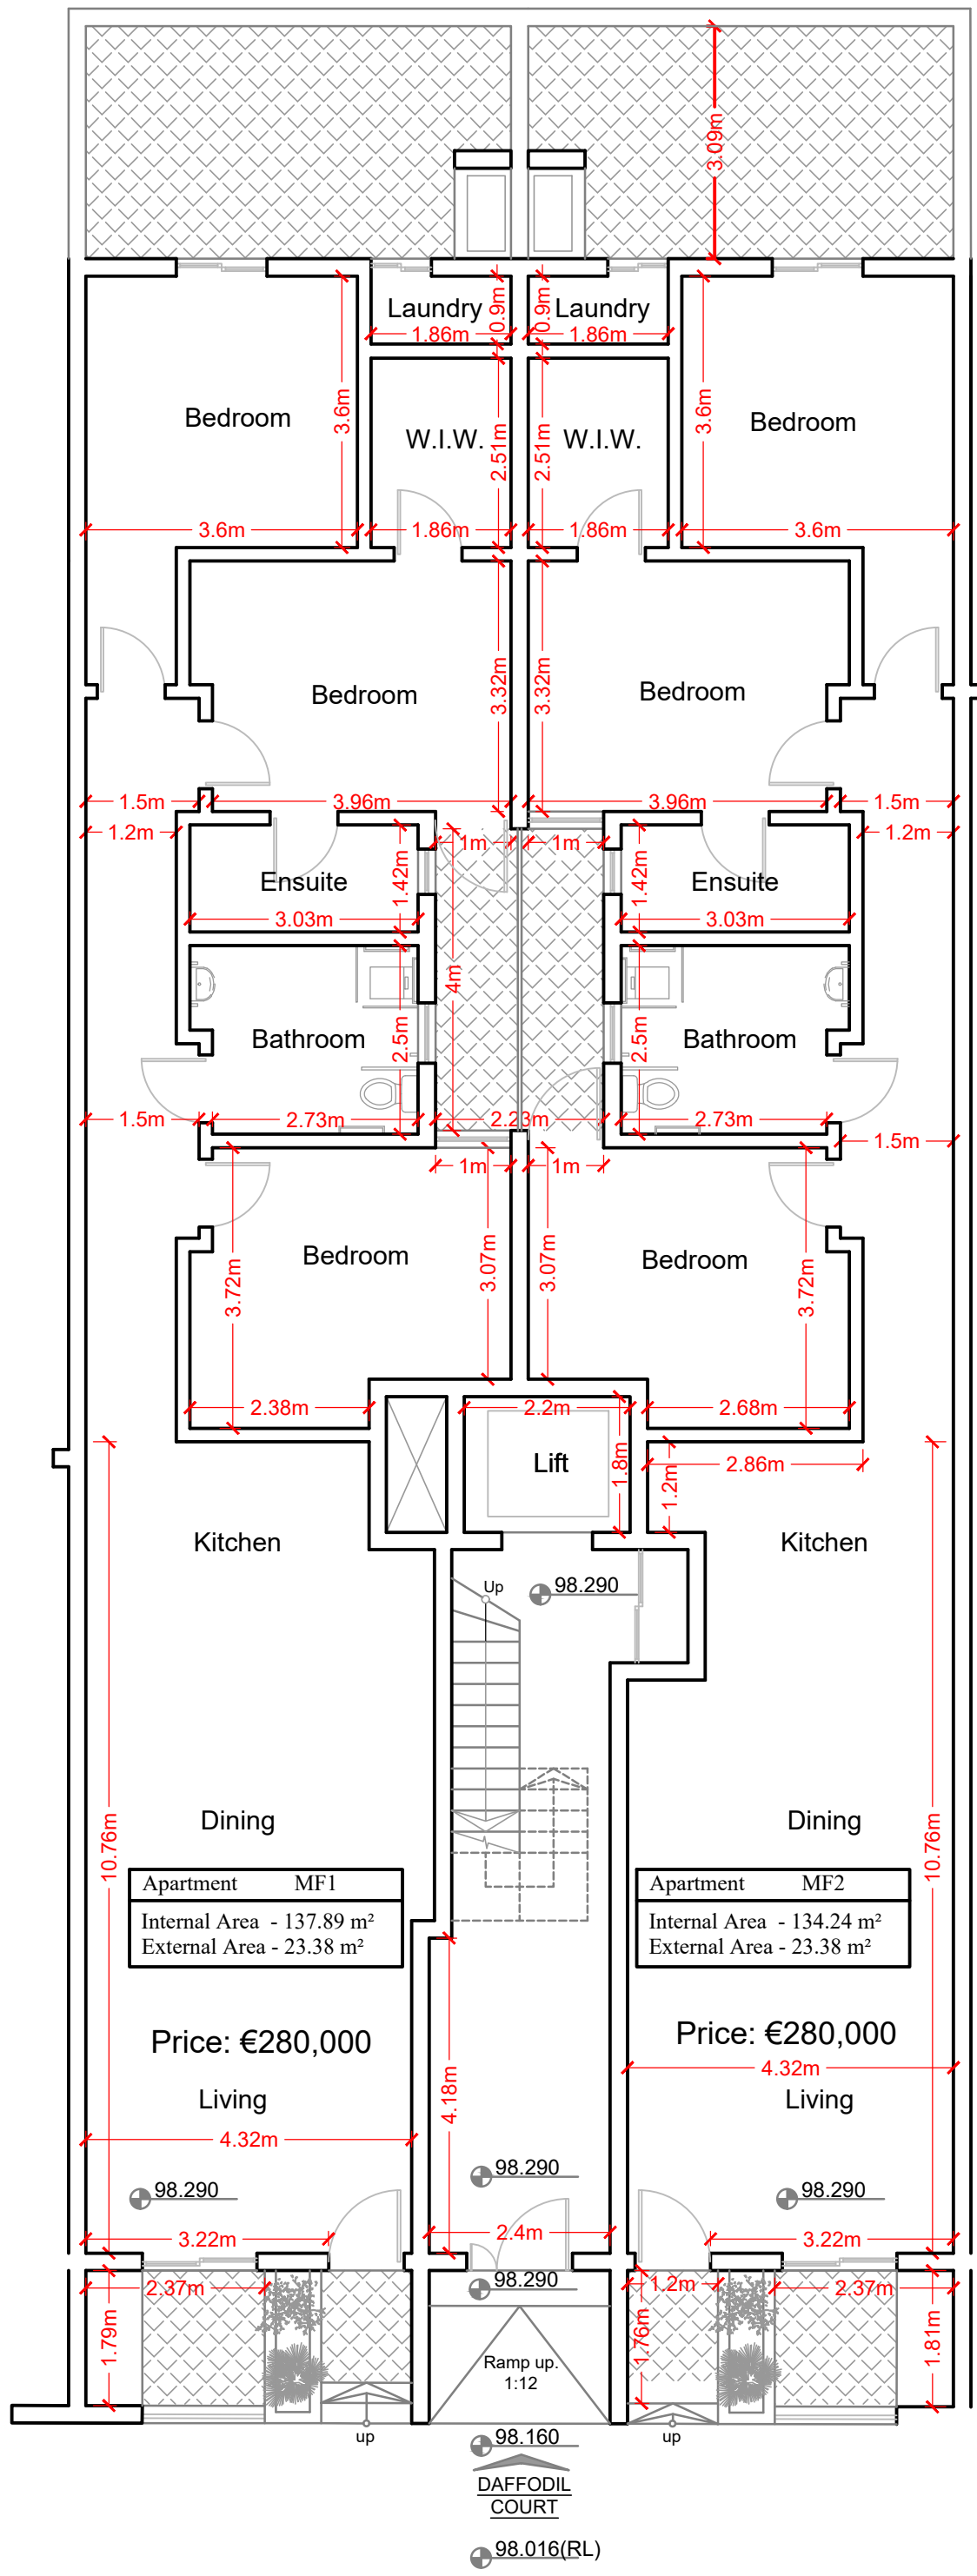 3.09m
Laundry
0.9m
0.9m
Laundry
1.86m
1.86m
Bedroom
3.6m
W.I.W.
2.51m
2.51m
W.I.W.
3.6m
Bedroom
3.6m
1.86m
1.86m
3.6m
Bedroom
3.32m
3.32m
Bedroom
1.5m
3.96m
3.96m
1.5m
1.2m
1m
1m
1.2m
Ensuite
1.42m
1.42m
Ensuite
3.03m
3.03m
4m
Bathroom
2.5m
2.5m
Bathroom
1.5m
2.73m
2.23m
2.73m
1.5m
1m
1m
Bedroom
3.72m
3.07m
3.07m
Bedroom
3.72m
2.38m
2.2m
2.68m
Lift
1.8m
1.2m
2.86m
Kitchen
Kitchen
Up
98.290
Dining
Dining
10.76m
10.76m
Apartment MF1
Internal Area - 137.89 m²
External Area - 23.38 m²
Apartment MF2
Internal Area - 134.24 m²
External Area - 23.38 m²
Price: €280,000
Price: €280,000
4.32m
Living
4.18m
Living
4.32m
98.290
98.290
98.290
3.22m
2.4m
3.22m
2.37m
98.290
1.2m
2.37m
1.79m
1.76m
1.81m
Ramp up.
1:12
up
98.160
up
DAFFODIL
COURT
98.016(RL)